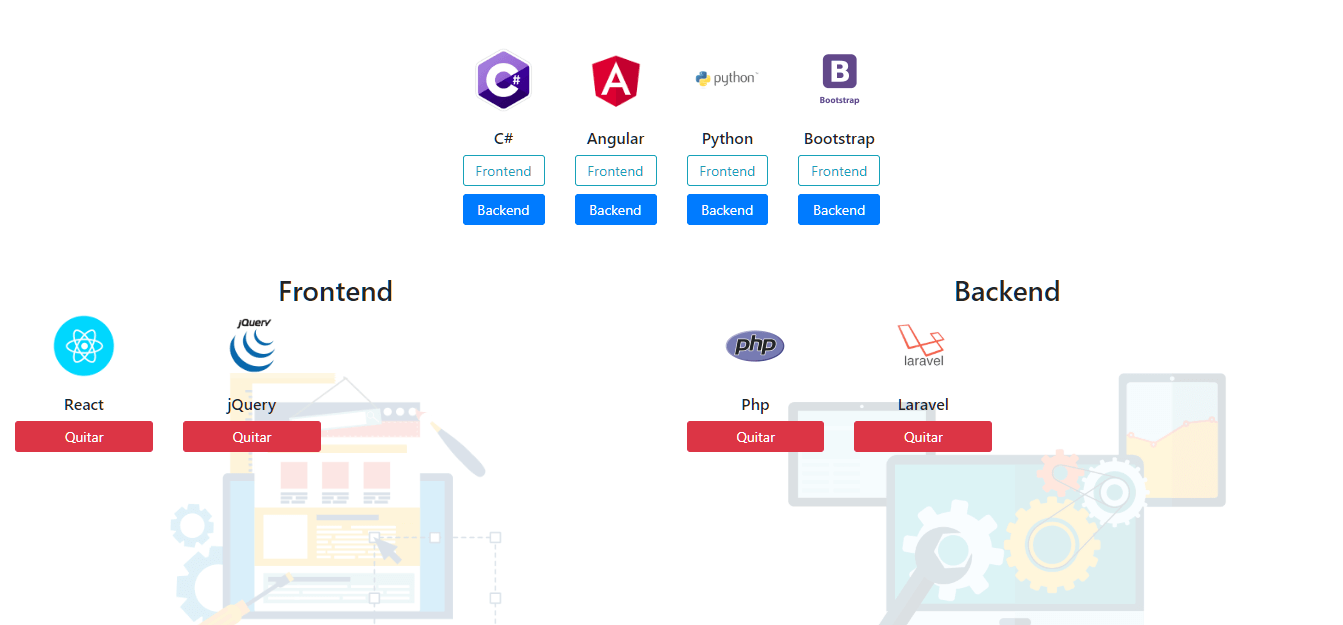 C #
python
B
Bootstrap
C# Angular Python Bootstrap
Frontend Frontend Frontend Frontend
Backend Backend Backend Backend
Frontend Backend
jQuery
php
laravel
React jQuery Php Laravel
Quitar Quitar Quitar Quitar